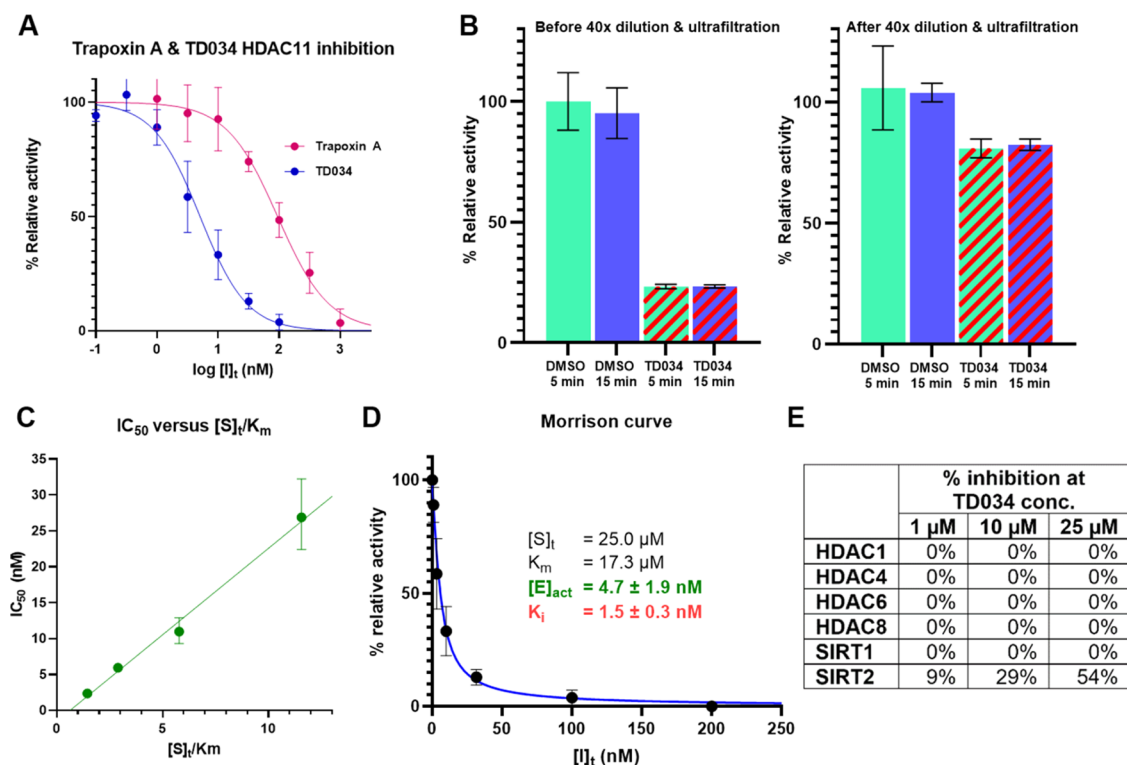 A
Trapoxin A & TD034 HDAC11 inhibition
% Relative activity
100
50
0
-1
0
1
2
3
log [I]t (nM)
Trapoxin A
TD034
B
Before 40x dilution & ultrafiltration
% Relative activity
100
50
0
DMSO
5 min
DMSO
15 min
TD034
5 min
TD034
15 min
After 40x dilution & ultrafiltration
% Relative activity
100
50
0
DMSO
5 min
DMSO
15 min
TD034
5 min
TD034
15 min
C
IC50 versus [S]t/Km
IC50 (nM)
35
30
25
20
15
10
5
0
0
5
10
[S]t/Km
D
Morrison curve
% relative activity
100
50
0
0
50
100
150
200
250
[I]t (nM)
[S]t = 25.0 µM
Km = 17.3 µM
[E]act = 4.7 ± 1.9 nM
Ki = 1.5 ± 0.3 nM
E
% inhibition at
TD034 conc.
1 µM 10 µM 25 µM
HDAC1 0% 0% 0%
HDAC4 0% 0% 0%
HDAC6 0% 0% 0%
HDAC8 0% 0% 0%
SIRT1 0% 0% 0%
SIRT2 9% 29% 54%